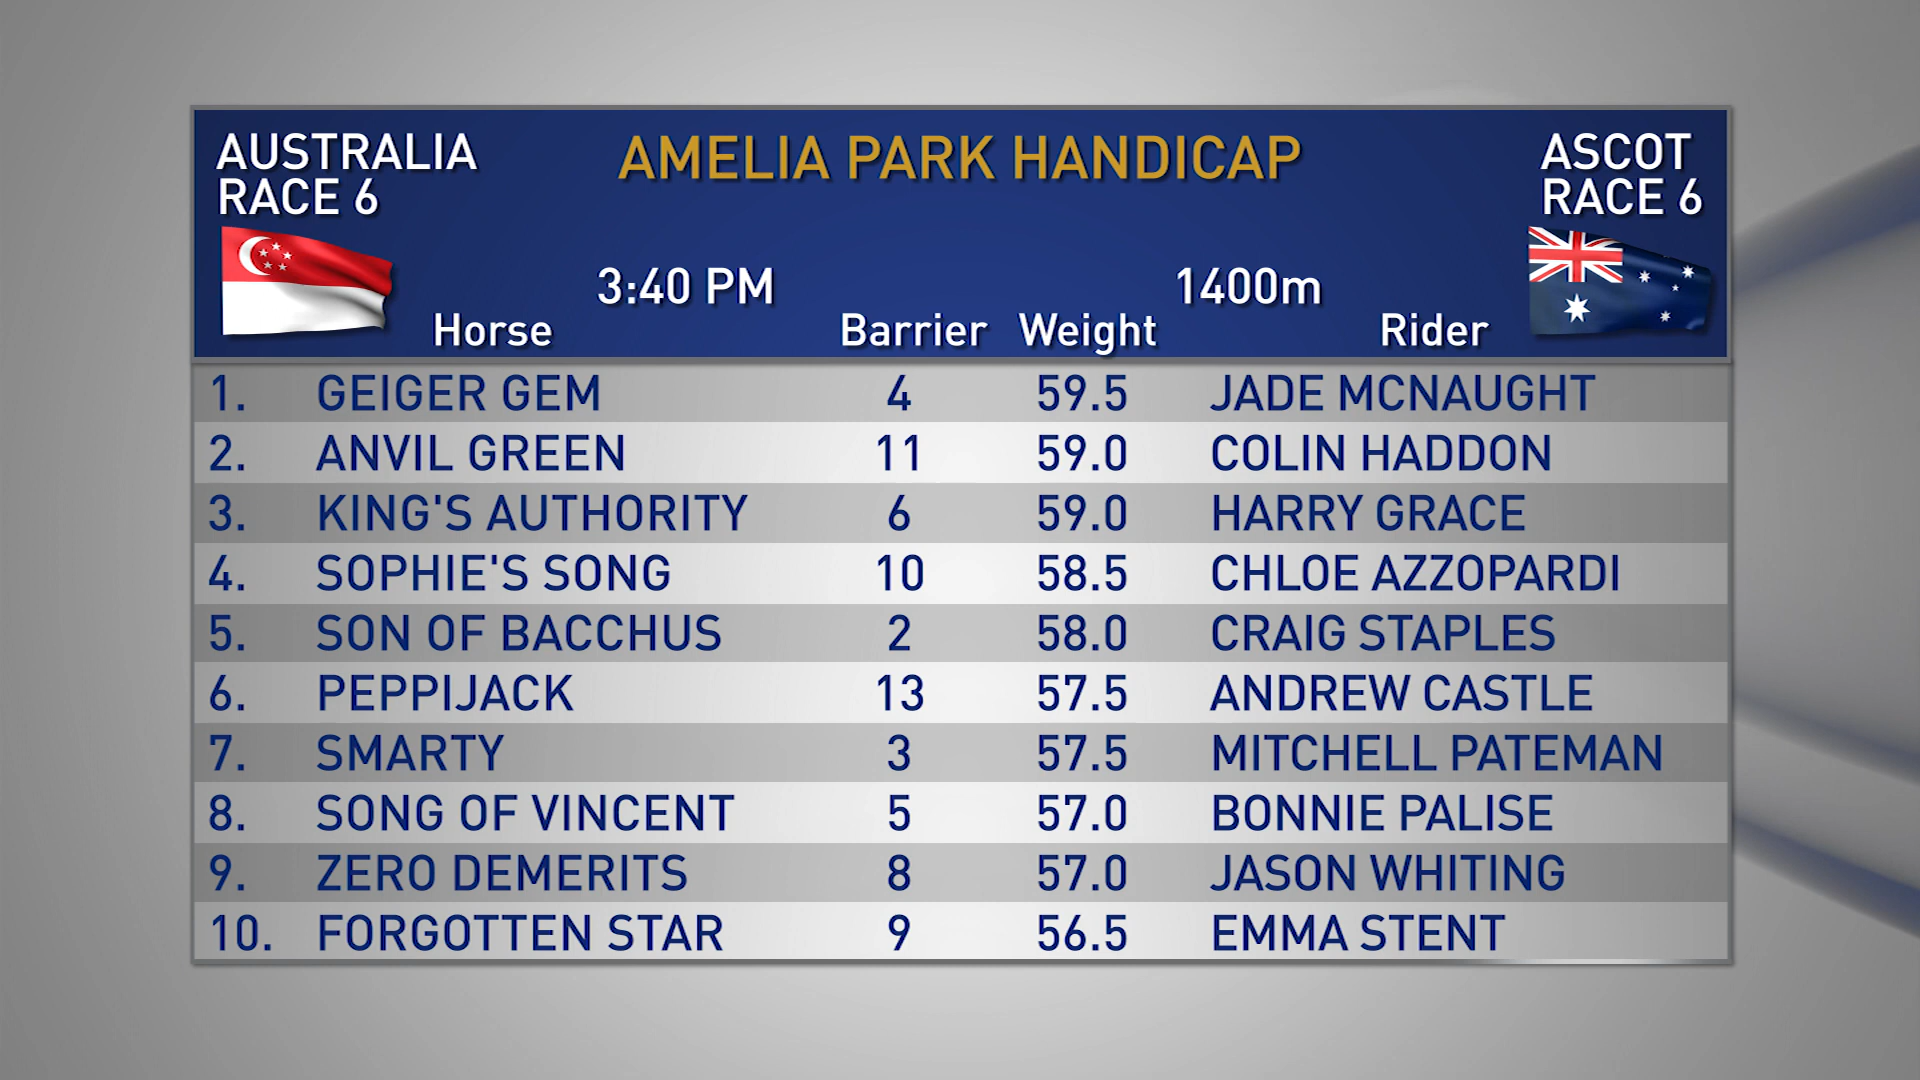 AUSTRALIA
RACE 6
AMELIA PARK HANDICAP
ASCOT
RACE 6
3:40 PM 1400m
Horse Barrier Weight Rider
1. GEIGER GEM 4 59.5 JADE MCNAUGHT
2. ANVIL GREEN 11 59.0 COLIN HADDON
3. KING'S AUTHORITY 6 59.0 HARRY GRACE
4. SOPHIE'S SONG 10 58.5 CHLOE AZZOPARDI
5. SON OF BACCHUS 2 58.0 CRAIG STAPLES
6. PEPPIJACK 13 57.5 ANDREW CASTLE
7. SMARTY 3 57.5 MITCHELL PATEMAN
8. SONG OF VINCENT 5 57.0 BONNIE PALISE
9. ZERO DEMERITS 8 57.0 JASON WHITING
10. FORGOTTEN STAR 9 56.5 EMMA STENT